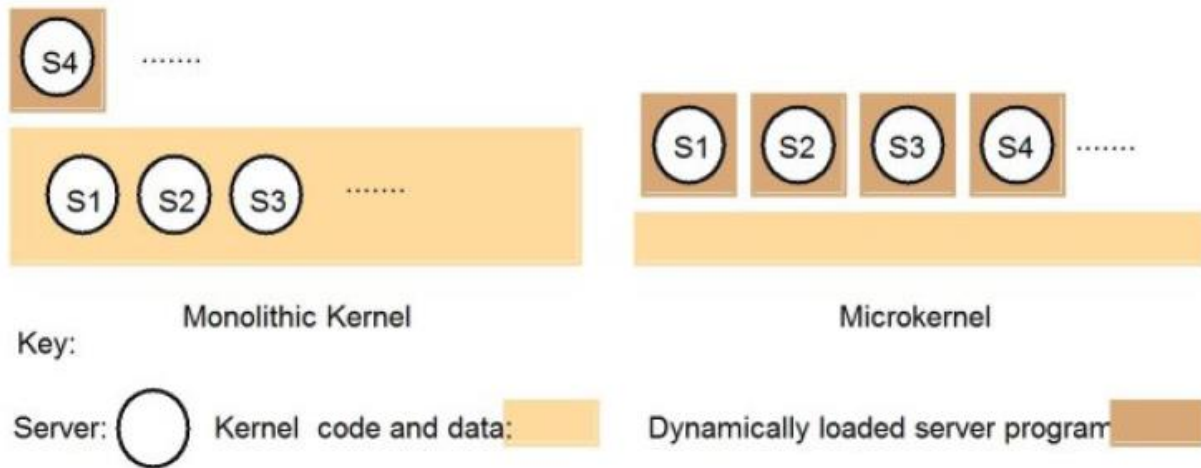 S4 .......
S1 S2 S3 .......
S1 S2 S3 S4 .......
Monolithic Kernel
Microkernel
Key:
Server: Kernel code and data: Dynamically loaded server program